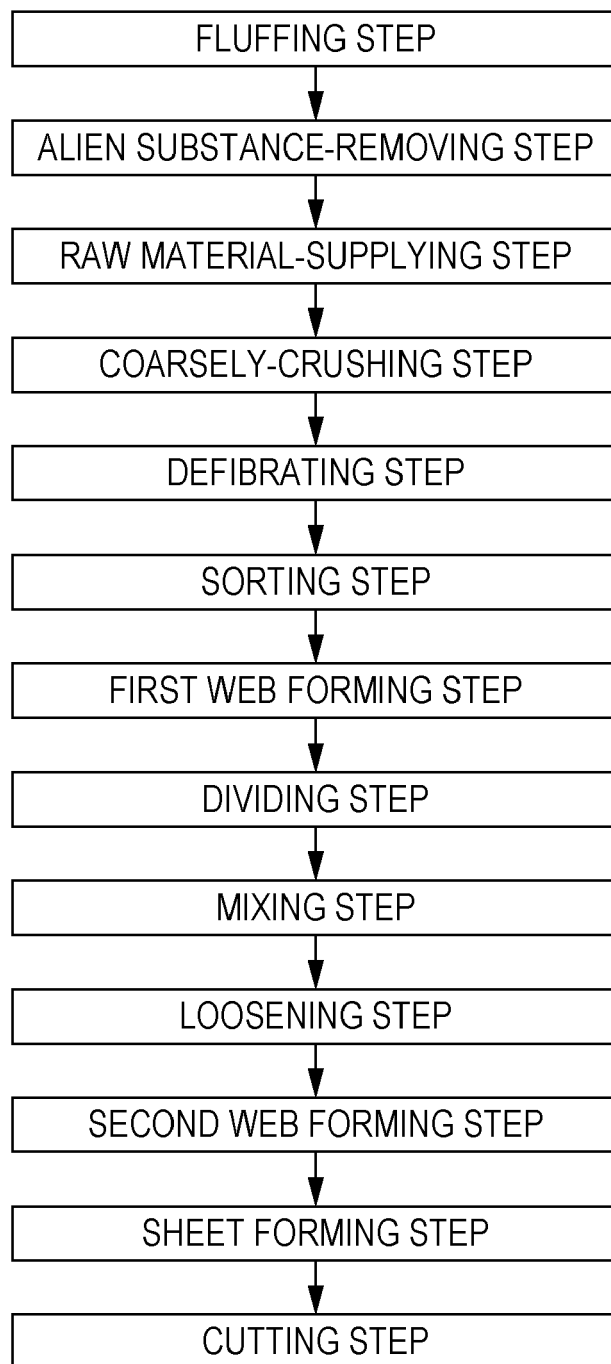 FLUFFING STEP
ALIEN SUBSTANCE-REMOVING STEP
RAW MATERIAL-SUPPLYING STEP
COARSELY-CRUSHING STEP
DEFIBRATING STEP
SORTING STEP
FIRST WEB FORMING STEP
DIVIDING STEP
MIXING STEP
LOOSENING STEP
SECOND WEB FORMING STEP
SHEET FORMING STEP
CUTTING STEP